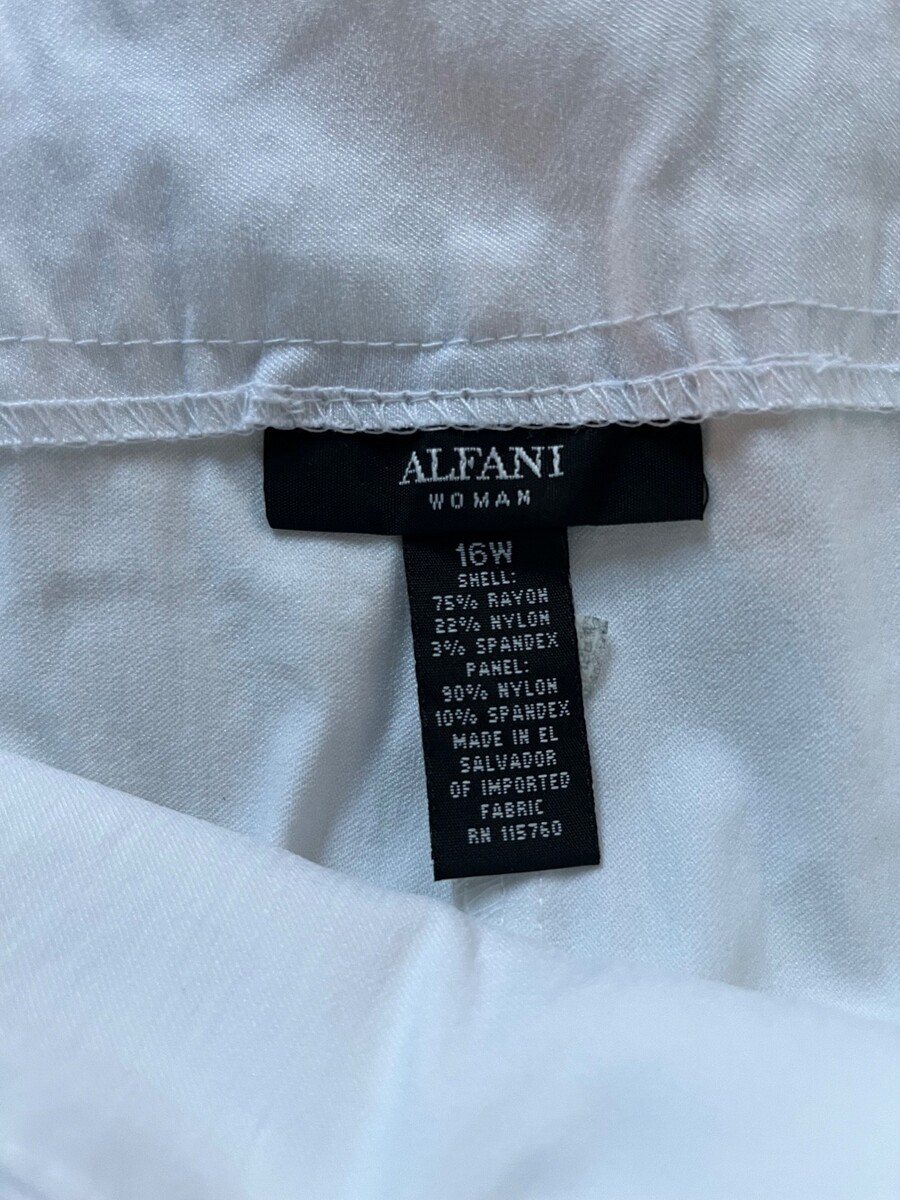 ALFANI
WOMAN
16W
SHELL:
75% RAYON
22% NYLON
3% SPANDEX
PANEL:
90% NYLON
10% SPANDEX
MADE IN EL
SALVADOR
OF IMPORTED
FABRIC
RN 115760